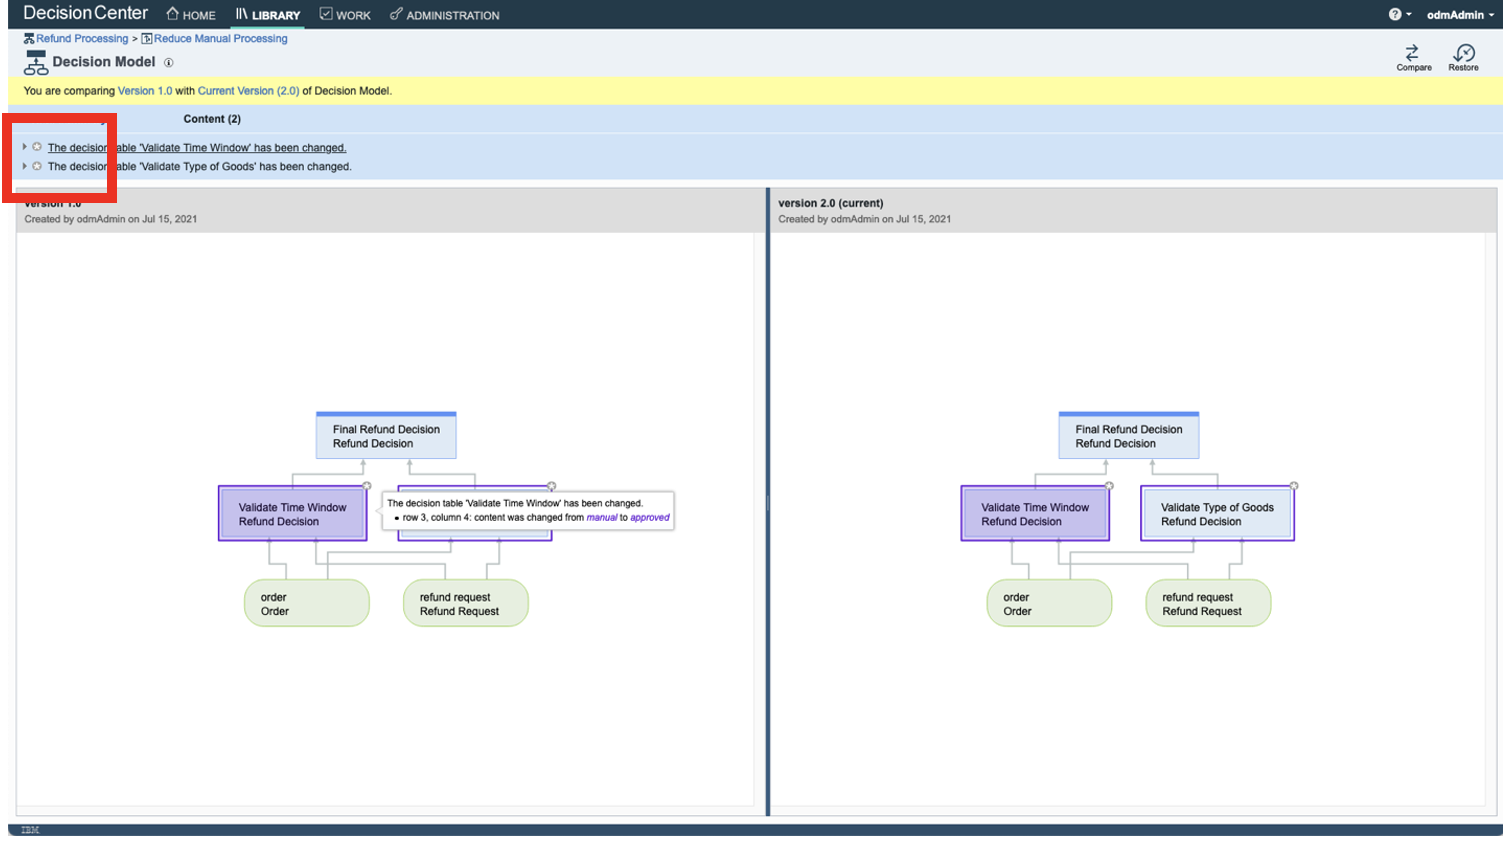 Decision Center HOME LIBRARY WORK ADMINISTRATION ? odmAdmin
Refund Processing > Reduce Manual Processing
Decision Model
Compare Restore
You are comparing Version 1.0 with Current Version (2.0) of Decision Model.
Content (2)
The decision table 'Validate Time Window' has been changed.
The decision table 'Validate Type of Goods' has been changed.
version 1.0
Created by odmAdmin on Jul 15, 2021
version 2.0 (current)
Created by odmAdmin on Jul 15, 2021
Final Refund Decision
Refund Decision
Validate Time Window
Refund Decision
The decision table 'Validate Time Window' has been changed.
• row 3, column 4: content was changed from manual to approved
order
Order
refund request
Refund Request
Final Refund Decision
Refund Decision
Validate Time Window
Refund Decision
Validate Type of Goods
Refund Decision
order
Order
refund request
Refund Request
IBM